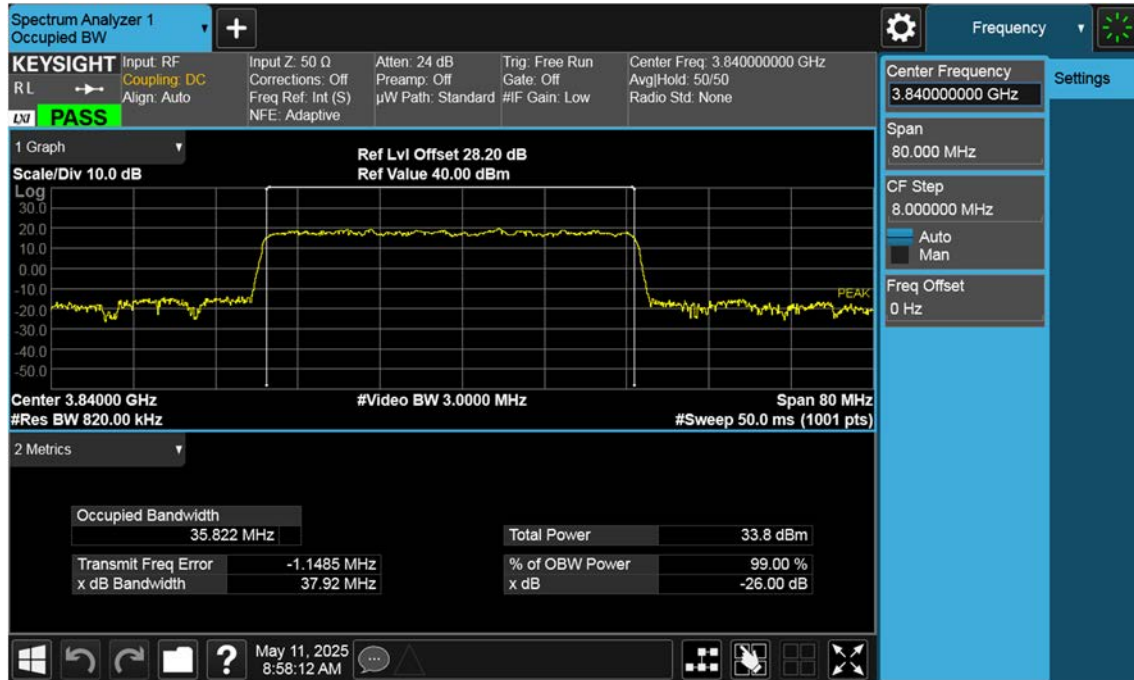 Spectrum Analyzer 1
Occupied BW
+
Frequency
KEYSIGHT
R L
LXI PASS
Input: RF
Coupling: DC
Align: Auto
Input Z: 50 Ω
Corrections: Off
Freq Ref: Int (S)
NFE: Adaptive
Atten: 24 dB
Preamp: Off
µW Path: Standard
Trig: Free Run
Gate: Off
#IF Gain: Low
Center Freq: 3.840000000 GHz
Avg|Hold: 50/50
Radio Std: None
Center Frequency
3.840000000 GHz
Settings
Span
80.000 MHz
CF Step
8.000000 MHz
Auto
Man
Freq Offset
0 Hz
1 Graph
Scale/Div 10.0 dB
Ref Lvl Offset 28.20 dB
Ref Value 40.00 dBm
Log
30.0
20.0
10.0
0.00
-10.0
-20.0
-30.0
-40.0
-50.0
PEAK
Center 3.84000 GHz
#Video BW 3.0000 MHz
Span 80 MHz
#Res BW 820.00 kHz
#Sweep 50.0 ms (1001 pts)
2 Metrics
Occupied Bandwidth
35.822 MHz
Total Power 33.8 dBm
Transmit Freq Error -1.1485 MHz
% of OBW Power 99.00 %
x dB Bandwidth 37.92 MHz
x dB -26.00 dB
?
May 11, 2025
8:58:12 AM